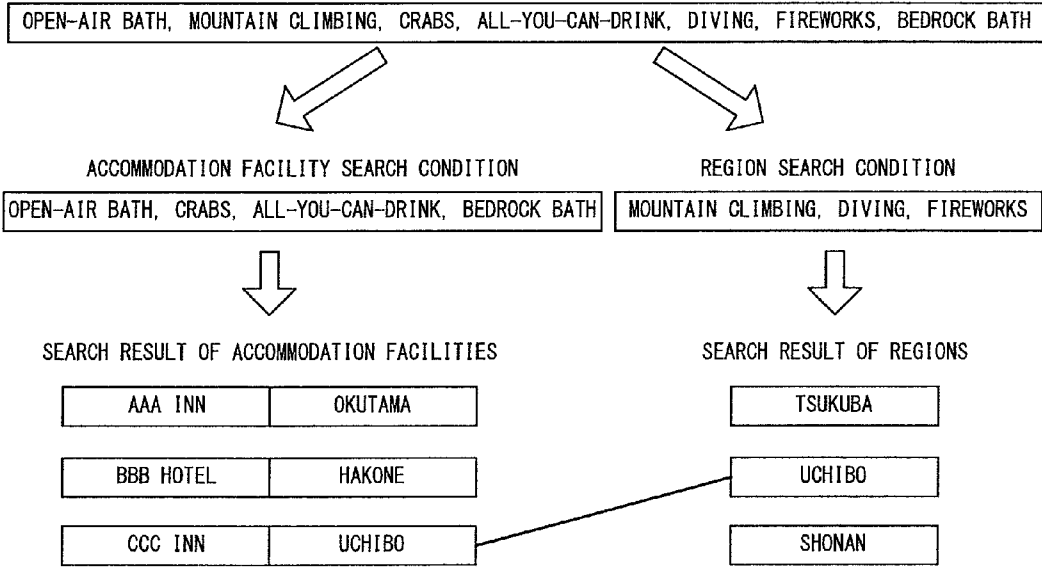 OPEN-AIR BATH, MOUNTAIN CLIMBING, CRABS, ALL-YOU-CAN-DRINK, DIVING, FIREWORKS, BEDROCK BATH
ACCOMMODATION FACILITY SEARCH CONDITION
OPEN-AIR BATH, CRABS, ALL-YOU-CAN-DRINK, BEDROCK BATH
REGION SEARCH CONDITION
MOUNTAIN CLIMBING, DIVING, FIREWORKS
SEARCH RESULT OF ACCOMMODATION FACILITIES
AAA INN OKUTAMA
BBB HOTEL HAKONE
CCC INN UCHIBO
SEARCH RESULT OF REGIONS
TSUKUBA
UCHIBO
SHONAN